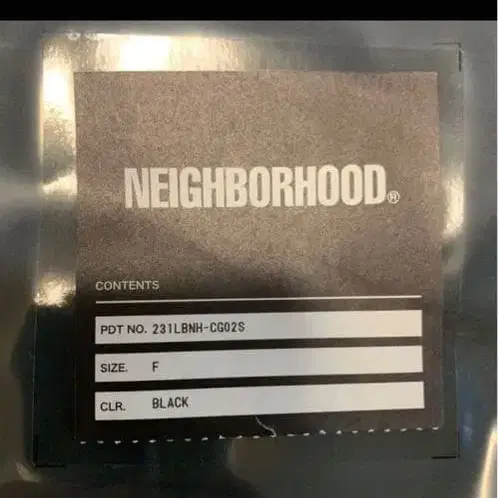 NEIGHBORHOOD®
CONTENTS
PDT NO. 231LBNH-CG02S
SIZE. F
CLR. BLACK